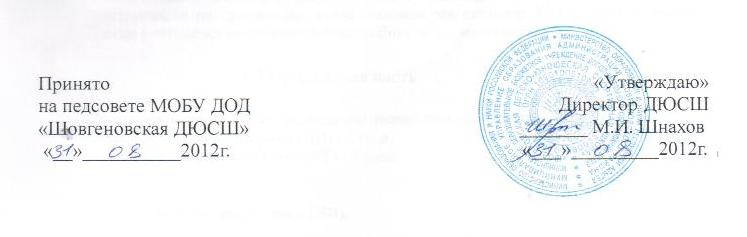 Принято
на педсовете МОБУ ДОД
«Шовгеновская ДЮСШ»
«31» 08 2012г.
«Утверждаю»
Директор ДЮСШ
М.И. Шнахов
«31» 08 2012г.